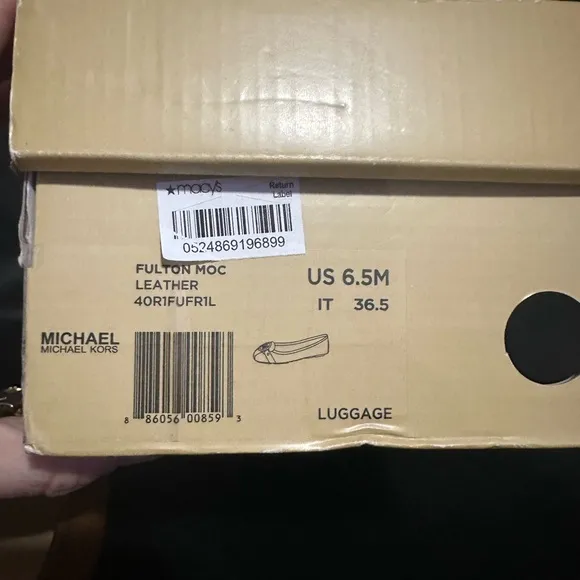 ★macy's
Return
Label
0524869196899
FULTON MOC
LEATHER
40R1FUFR1L
US 6.5M
IT 36.5
MICHAEL
MICHAEL KORS
8 86056 00859 3
LUGGAGE